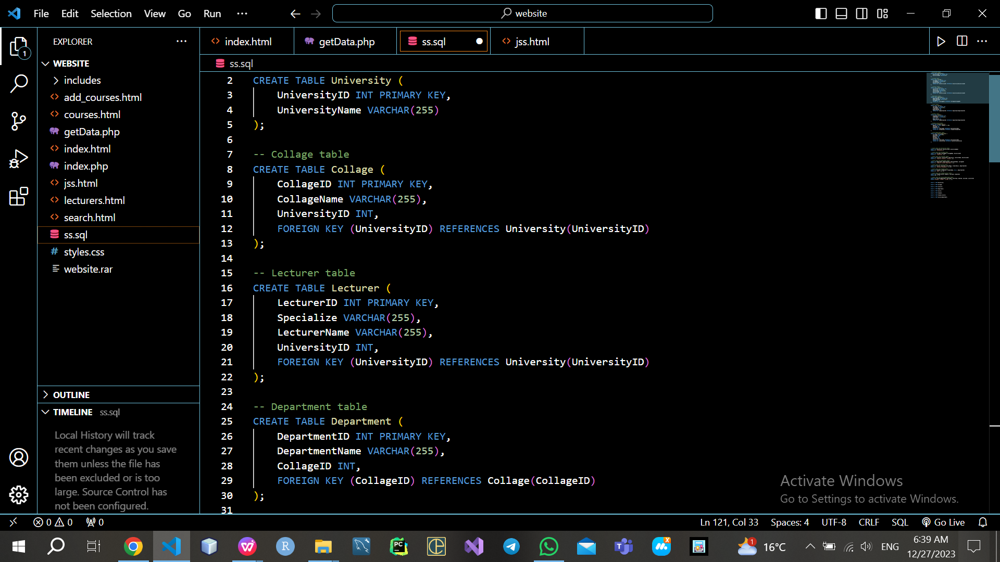 File Edit Selection View Go Run ···
website
EXPLORER ···
WEBSITE
includes
add_courses.html
courses.html
getData.php
index.html
index.php
jss.html
lecturers.html
search.html
ss.sql
styles.css
website.rar
OUTLINE
TIMELINE ss.sql
Local History will track
recent changes as you save
them unless the file has
been excluded or is too
large. Source Control has
not been configured.
1
index.html getData.php ss.sql jss.html
ss.sql
2 CREATE TABLE University (
3 UniversityID INT PRIMARY KEY,
4 UniversityName VARCHAR(255)
5 );
6
7 -- Collage table
8 CREATE TABLE Collage (
9 CollageID INT PRIMARY KEY,
10 CollageName VARCHAR(255),
11 UniversityID INT,
12 FOREIGN KEY (UniversityID) REFERENCES University(UniversityID)
13 );
14
15 -- Lecturer table
16 CREATE TABLE Lecturer (
17 LecturerID INT PRIMARY KEY,
18 Specialize VARCHAR(255),
19 LecturerName VARCHAR(255),
20 UniversityID INT,
21 FOREIGN KEY (UniversityID) REFERENCES University(UniversityID)
22 );
23
24 -- Department table
25 CREATE TABLE Department (
26 DepartmentID INT PRIMARY KEY,
27 DepartmentName VARCHAR(255),
28 CollageID INT,
29 FOREIGN KEY (CollageID) REFERENCES Collage(CollageID)
30 );
31
Activate Windows
Go to Settings to activate Windows.
0 0 0 Ln 121, Col 33 Spaces: 4 UTF-8 CRLF SQL Go Live
R PC T X 1 16°C ENG 6:39 AM
12/27/2023